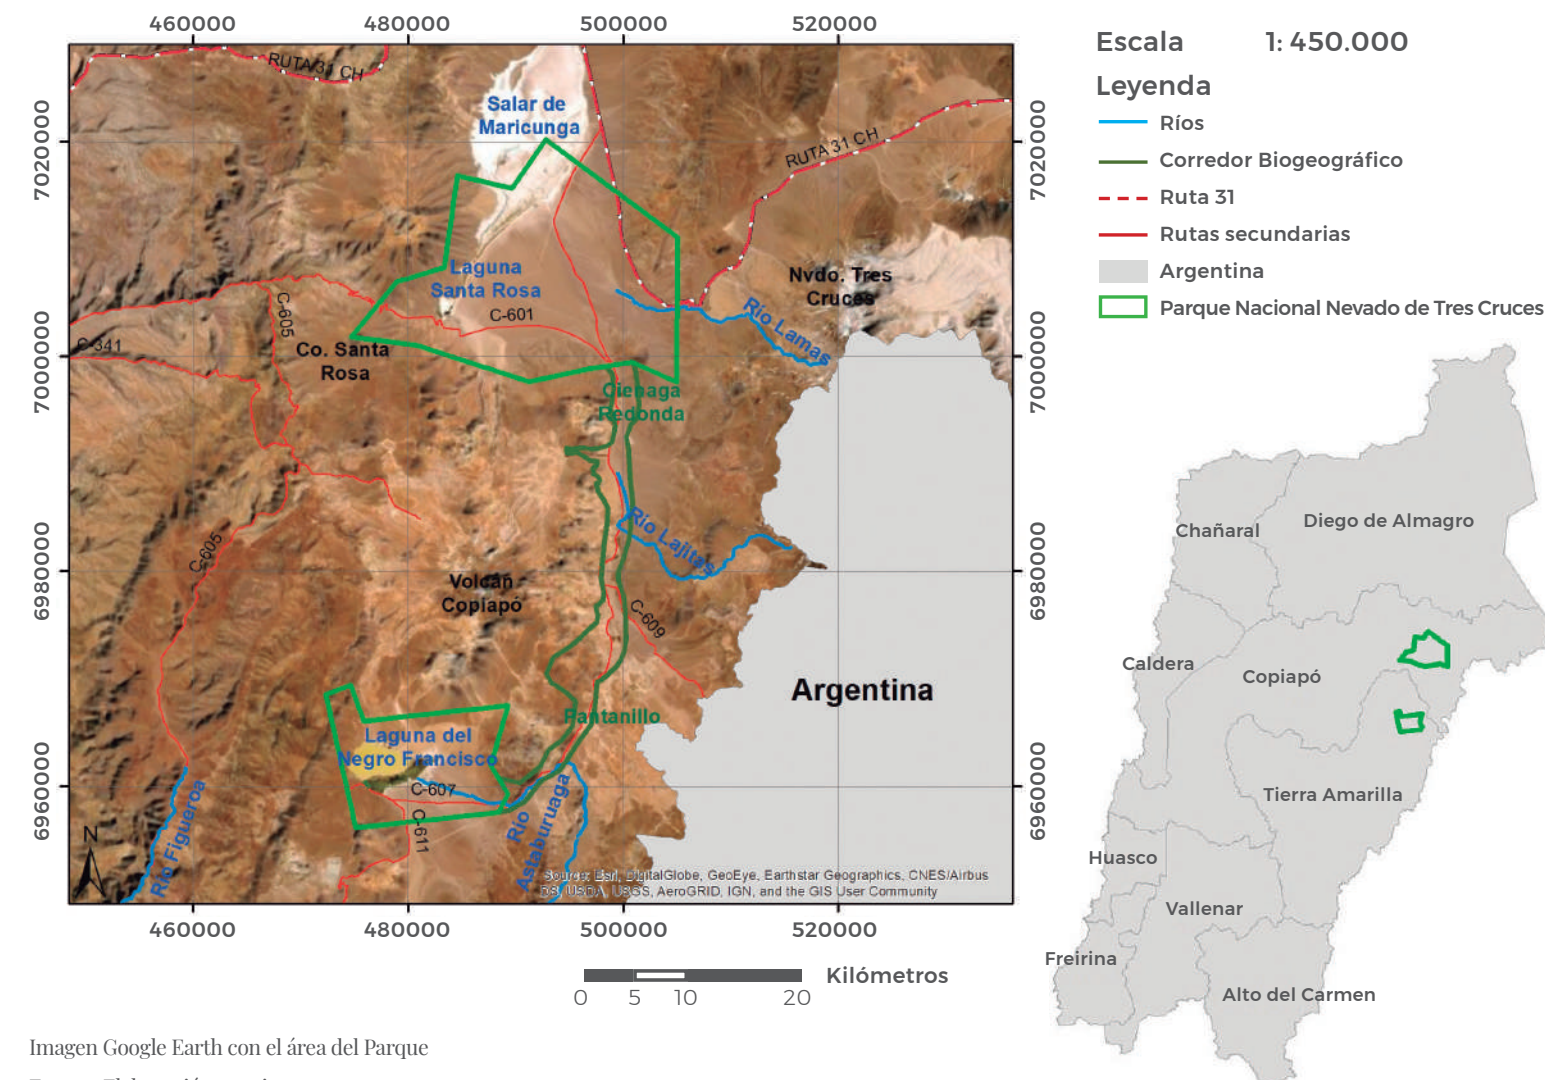 460000
480000
500000
520000
Escala 1: 450.000
Leyenda
Ríos
Corredor Biogeográfico
Ruta 31
Rutas secundarias
Argentina
Parque Nacional Nevado de Tres Cruces
7020000
7000000
6980000
6960000
7020000
7000000
6980000
6960000
RUTA 31 CH
Salar de
Maricunga
RUTA 31 CH
Laguna
Santa Rosa
Nvdo. Tres
Cruces
C-605
C-601
Río Lamas
C-341
Co. Santa
Rosa
Cienaga
Redonda
Río Lajitas
C-605
Volcán
Copiapó
C-609
Argentina
Pantanillo
Laguna del
Negro Francisco
C-607
C-611
Río
Astaburuaga
Río Figueroa
N
Source: Esri, DigitalGlobe, GeoEye, Earthstar Geographics, CNES/Airbus
DS, USDA, USGS, AeroGRID, IGN, and the GIS User Community
460000
480000
500000
520000
Kilómetros
0 5 10 20
Chañaral
Diego de Almagro
Caldera
Copiapó
Tierra Amarilla
Huasco
Vallenar
Freirina
Alto del Carmen
Imagen Google Earth con el área del Parque